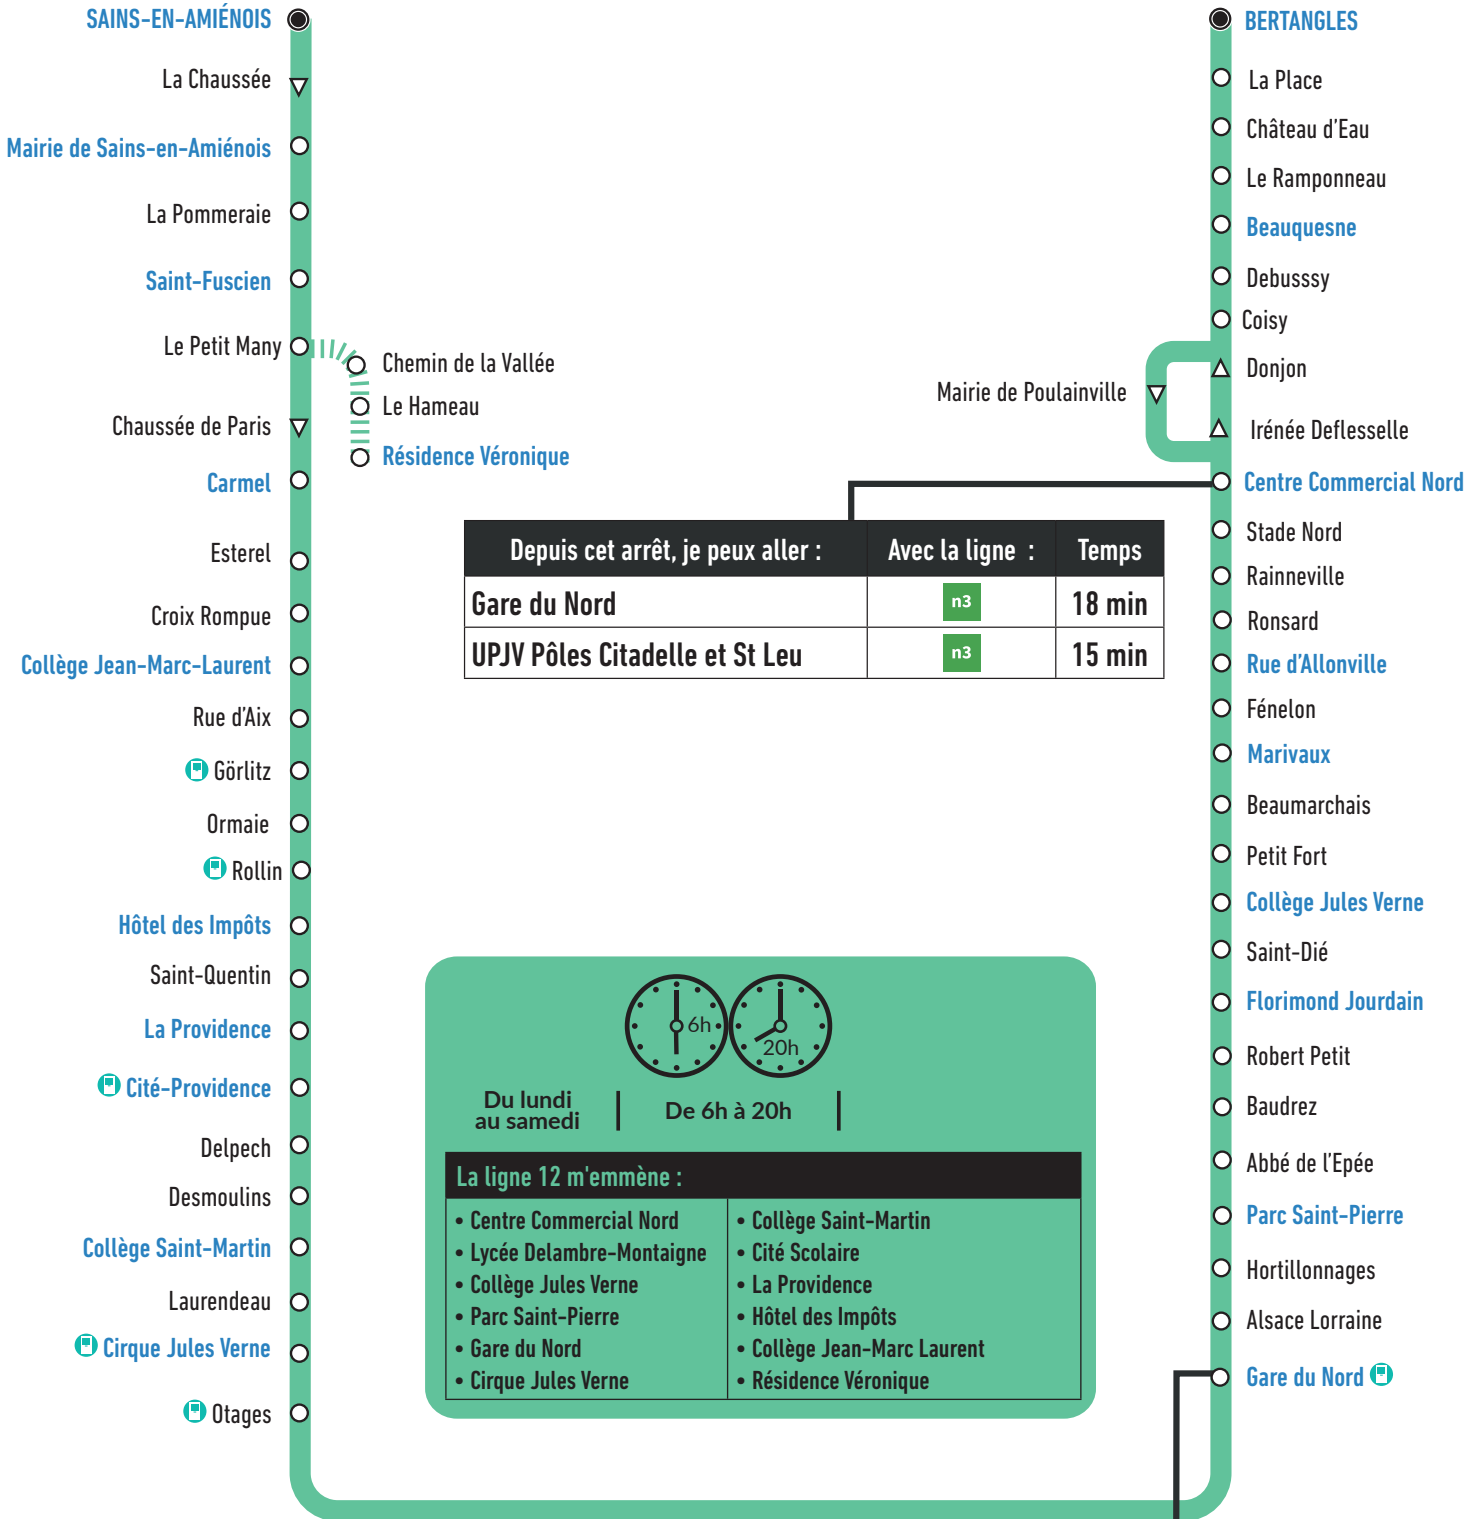 SAINS-EN-AMIÉNOIS
La Chaussée
Mairie de Sains-en-Amiénois
La Pommeraie
Saint-Fuscien
Le Petit Many
Chaussée de Paris
Carmel
Esterel
Croix Rompue
Collège Jean-Marc-Laurent
Rue d'Aix
Görlitz
Ormaie
Rollin
Hôtel des Impôts
Saint-Quentin
La Providence
Cité-Providence
Delpech
Desmoulins
Collège Saint-Martin
Laurendeau
Cirque Jules Verne
Otages
Chemin de la Vallée
Le Hameau
Résidence Véronique
Depuis cet arrêt, je peux aller : Avec la ligne : Temps
Gare du Nord n3 18 min
UPJV Pôles Citadelle et St Leu n3 15 min
6h 20h
Du lundi
au samedi
De 6h à 20h
La ligne 12 m'emmène :
• Centre Commercial Nord
• Lycée Delambre-Montaigne
• Collège Jules Verne
• Parc Saint-Pierre
• Gare du Nord
• Cirque Jules Verne
• Collège Saint-Martin
• Cité Scolaire
• La Providence
• Hôtel des Impôts
• Collège Jean-Marc Laurent
• Résidence Véronique
BERTANGLES
La Place
Château d'Eau
Le Ramponneau
Beauquesne
Debusssy
Coisy
Donjon
Mairie de Poulainville
Irénée Deflesselle
Centre Commercial Nord
Stade Nord
Rainneville
Ronsard
Rue d'Allonville
Fénelon
Marivaux
Beaumarchais
Petit Fort
Collège Jules Verne
Saint-Dié
Florimond Jourdain
Robert Petit
Baudrez
Abbé de l'Epée
Parc Saint-Pierre
Hortillonnages
Alsace Lorraine
Gare du Nord